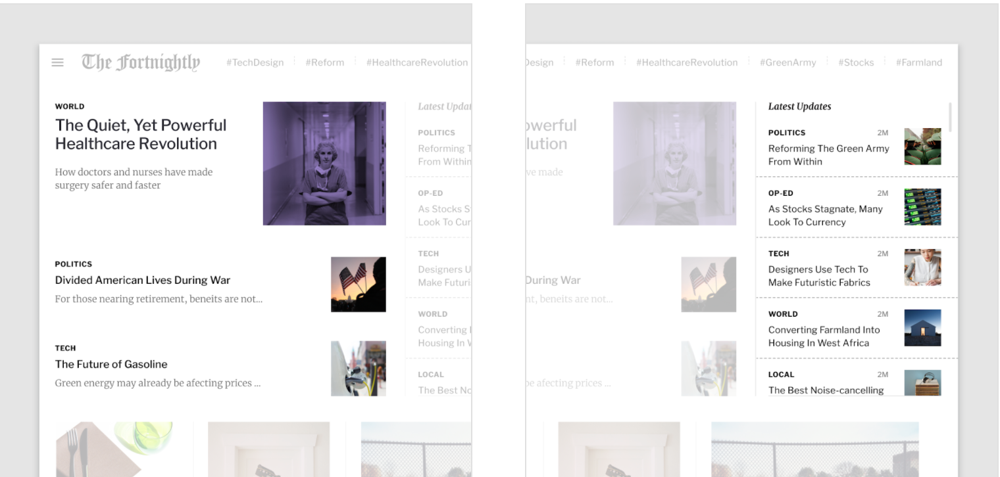 The Fortnightly
#TechDesign
#Reform
#HealthcareRevolution
WORLD
The Quiet, Yet Powerful
Healthcare Revolution
How doctors and nurses have made
surgery safer and faster
POLITICS
Divided American Lives During War
For those nearing retirement, beneits are not...
TECH
The Future of Gasoline
Green energy may already be afecting prices ...
Latest Updat
POLITICS
Reforming T
From Within
OP-ED
As Stocks S
Look To Cur
TECH
Designers U
Make Futuris
WORLD
Converting F
Housing In W
LOCAL
The Best No
Design
#Reform
#HealthcareRevolution
#GreenArmy
#Stocks
#Farmland
owerful
lution
ve made
During War
nt, beneits are not...
be afecting prices ...
Latest Updates
POLITICS 2M
Reforming The Green Army
From Within
OP-ED 2M
As Stocks Stagnate, Many
Look To Currency
TECH 2M
Designers Use Tech To
Make Futuristic Fabrics
WORLD 2M
Converting Farmland Into
Housing In West Africa
LOCAL 2M
The Best Noise-cancelling